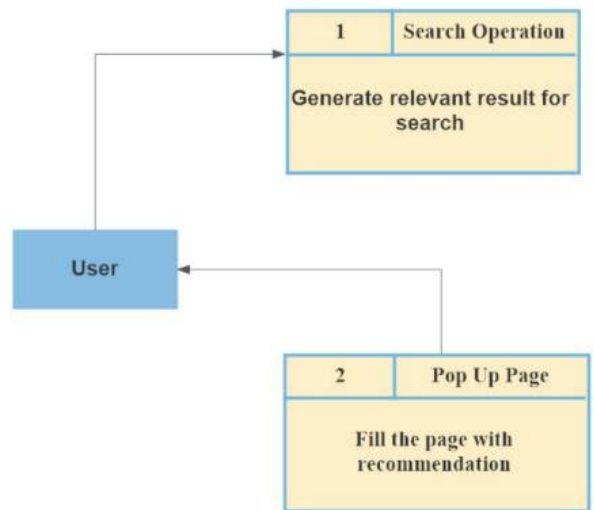 1 Search Operation
Generate relevant result for
search
User
2 Pop Up Page
Fill the page with
recommendation